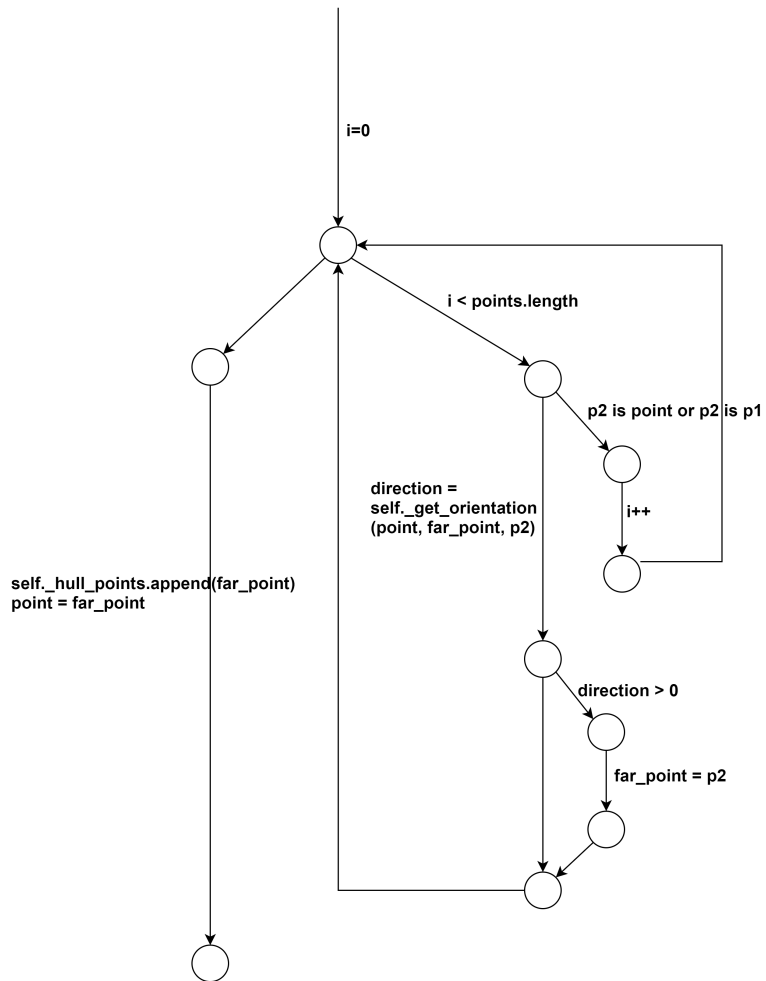 i=0
i < points.length
p2 is point or p2 is p1
direction =
self._get_orientation
(point, far_point, p2)
i++
self._hull_points.append(far_point)
point = far_point
direction > 0
far_point = p2